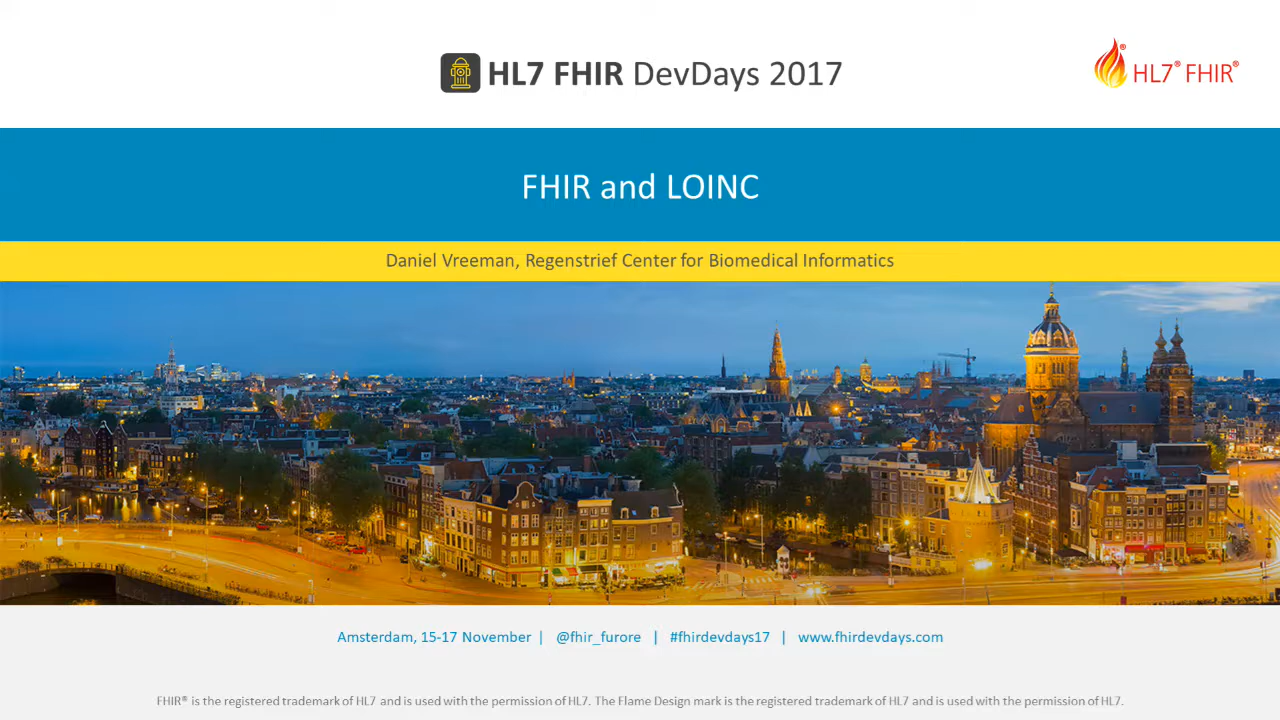 HL7 FHIR DevDays 2017
HL7® FHIR®
FHIR and LOINC
Daniel Vreeman, Regenstrief Center for Biomedical Informatics
Amsterdam, 15-17 November | @fhir_furore | #fhirdevdays17 | www.fhirdevdays.com
FHIR® is the registered trademark of HL7 and is used with the permission of HL7. The Flame Design mark is the registered trademark of HL7 and is used with the permission of HL7.